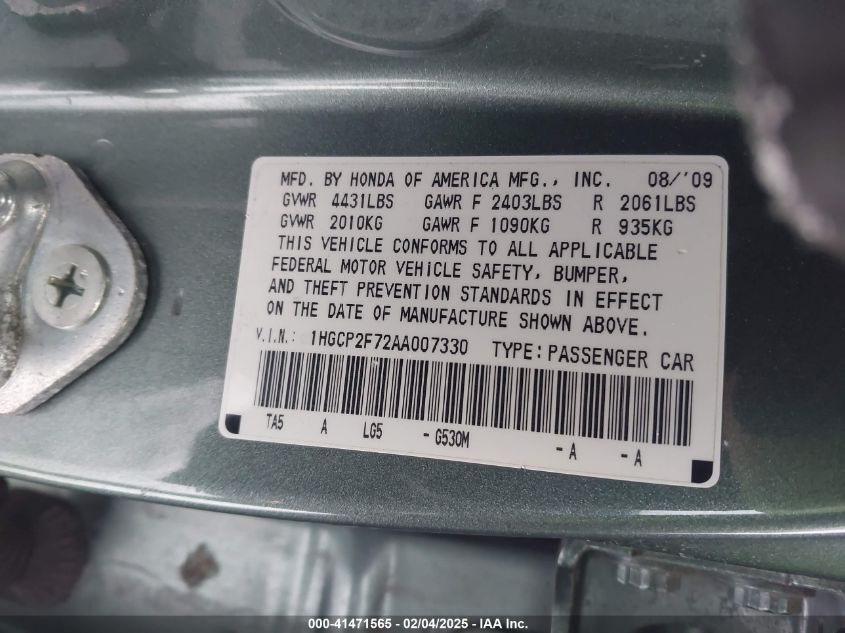 MFD. BY HONDA OF AMERICA MFG., INC. 08/'09
GVWR 4431LBS GAWR F 2403LBS R 2061LBS
GVWR 2010KG GAWR F 1090KG R 935KG
THIS VEHICLE CONFORMS TO ALL APPLICABLE
FEDERAL MOTOR VEHICLE SAFETY, BUMPER,
AND THEFT PREVENTION STANDARDS IN EFFECT
ON THE DATE OF MANUFACTURE SHOWN ABOVE.
V.I.N.: 1HGCP2F72AA007330 TYPE: PASSENGER CAR
TA5 A LG5 - G530M - A - A
000-41471565 - 02/04/2025 - IAA Inc.